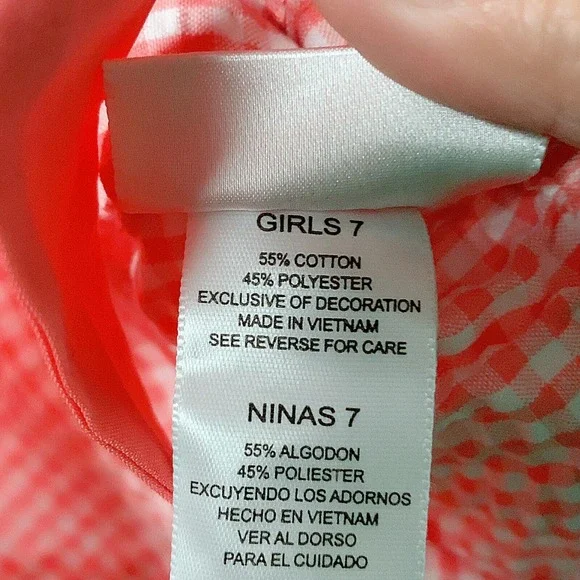 GIRLS 7
55% COTTON
45% POLYESTER
EXCLUSIVE OF DECORATION
MADE IN VIETNAM
SEE REVERSE FOR CARE
NINAS 7
55% ALGODON
45% POLIESTER
EXCUYENDO LOS ADORNOS
HECHO EN VIETNAM
VER AL DORSO
PARA EL CUIDADO